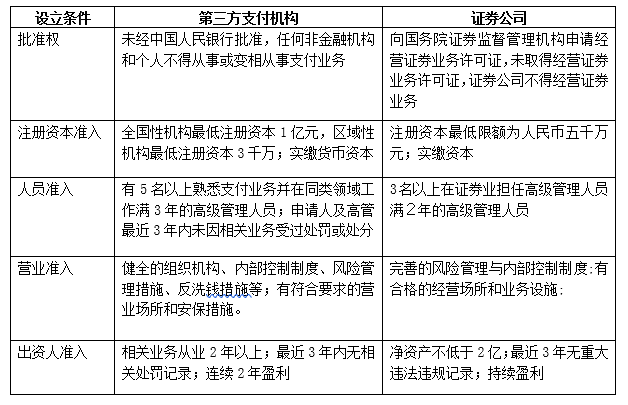 设立条件
第三方支付机构
证券公司
批准权
未经中国人民银行批准，任何非金融机构
和个人不得从事或变相从事支付业务
向国务院证券监督管理机构申请经
营证券业务许可证，未取得经营证券
业务许可证，证券公司不得经营证券
业务
注册资本准入
全国性机构最低注册资本1亿元，区域性
机构最低注册资本3千万；实缴货币资本
注册资本最低限额为人民币五千万
元；实缴资本
人员准入
有5名以上熟悉支付业务并在同类领域工
作满3年的高级管理人员；申请人及高管
最近3年内未因相关业务受过处罚或处分
3名以上在证券业担任高级管理人员
满２年的高级管理人员
营业准入
健全的组织机构、内部控制制度、风险管
理措施、反洗钱措施等；有符合要求的营
业场所和安保措施。
完善的风险管理与内部控制制度;有
合格的经营场所和业务设施;
出资人准入
相关业务从业2年以上；最近3年内无相
关处罚记录；连续2年盈利
净资产不低于2亿;最近3年无重大
违法违规记录；持续盈利